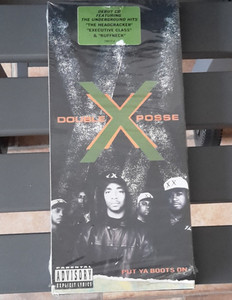 DEBUT CD
FEATURING
THE UNDERGROUND HITS
"THE HEADCRACKER"
"EXECUTIVE CLASS"
& "RUFFNECK"
DOUBLE X POSSE
XX
PARENTAL
ADVISORY
EXPLICIT LYRICS
PUT YA BOOTS ON